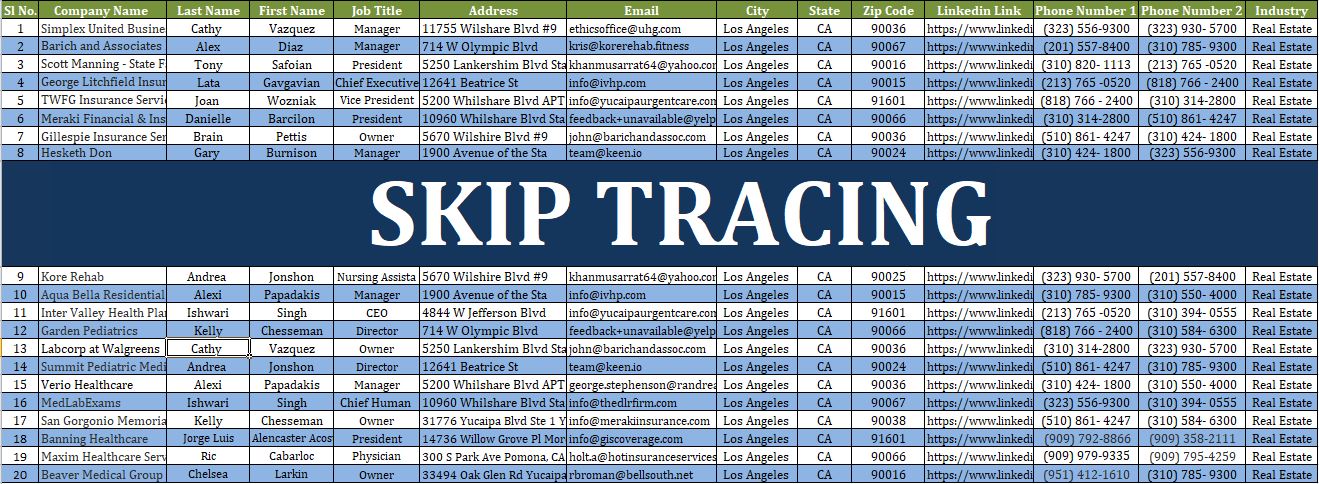 Sl No. Company Name Last Name First Name Job Title Address Email City State Zip Code Linkedin Link Phone Number 1 Phone Number 2 Industry
1 Simplex United Busine Cathy Vazquez Manager 11755 Wilshare Blvd #9 ethicsoffice@uhg.com Los Angeles CA 90036 https://www.linkedi (323) 556-9300 (323) 930- 5700 Real Estate
2 Barich and Associates Alex Diaz Manager 714 W Olympic Blvd kris@korerehab.fitness Los Angeles CA 90067 https://www.linkedin (201) 557-8400 (310) 785- 9300 Real Estate
3 Scott Manning - State F Tony Safoian President 5250 Lankershim Blvd Sta khanmusarrat64@yahoo.com Los Angeles CA 90016 https://www.linkedi (310) 820- 1113 (213) 765 -0520 Real Estate
4 George Litchfield Insur Lata Gavgavian Chief Executive 12641 Beatrice St info@ivhp.com Los Angeles CA 90015 https://www.linkedi (213) 765 -0520 (818) 766 - 2400 Real Estate
5 TWFG Insurance Servi Joan Wozniak Vice President 5200 Whilshare Blvd APT info@yucaipaurgentcare.com Los Angeles CA 91601 https://www.linkedi (818) 766 - 2400 (310) 314-2800 Real Estate
6 Meraki Financial & Ins Danielle Barcilon President 10960 Whilshare Blvd Sta feedback+unavailable@yelp Los Angeles CA 90066 https://www.linkedi (310) 314-2800 (510) 861- 4247 Real Estate
7 Gillespie Insurance Ser Brain Pettis Owner 5670 Wilshire Blvd #9 john@barichandassoc.com Los Angeles CA 90036 https://www.linkedi (510) 861- 4247 (310) 424- 1800 Real Estate
8 Hesketh Don Gary Burnison Manager 1900 Avenue of the Sta team@keen.io Los Angeles CA 90024 https://www.linkedi (310) 424- 1800 (323) 556-9300 Real Estate
SKIP TRACING
9 Kore Rehab Andrea Jonshon Nursing Assista 5670 Wilshire Blvd #9 khanmusarrat64@yahoo.com Los Angeles CA 90025 https://www.linkedi (323) 930- 5700 (201) 557-8400 Real Estate
10 Aqua Bella Residential Alexi Papadakis Manager 1900 Avenue of the Sta info@ivhp.com Los Angeles CA 90015 https://www.linkedi (310) 785- 9300 (310) 550- 4000 Real Estate
11 Inter Valley Health Plan Ishwari Singh CEO 4844 W Jefferson Blvd info@yucaipaurgentcare.com Los Angeles CA 91601 https://www.linkedi (213) 765 -0520 (310) 394- 0555 Real Estate
12 Garden Pediatrics Kelly Chesseman Director 714 W Olympic Blvd feedback+unavailable@yelp Los Angeles CA 90066 https://www.linkedi (818) 766 - 2400 (310) 584- 6300 Real Estate
13 Labcorp at Walgreens Cathy Vazquez Owner 5250 Lankershim Blvd Sta john@barichandassoc.com Los Angeles CA 90036 https://www.linkedi (310) 314-2800 (323) 930- 5700 Real Estate
14 Summit Pediatric Medi Andrea Jonshon Director 12641 Beatrice St team@keen.io Los Angeles CA 90024 https://www.linkedi (510) 861- 4247 (310) 785- 9300 Real Estate
15 Verio Healthcare Alexi Papadakis Manager 5200 Whilshare Blvd APT george.stephenson@randrea Los Angeles CA 90036 https://www.linkedi (310) 424- 1800 (310) 550- 4000 Real Estate
16 MedLabExams Ishwari Singh Chief Human 10960 Whilshare Blvd Sta info@thedlrfirm.com Los Angeles CA 90067 https://www.linkedi (323) 556-9300 (310) 394- 0555 Real Estate
17 San Gorgonio Memoria Kelly Chesseman Owner 31776 Yucaipa Blvd Ste 1 Y info@merakiinsurance.com Los Angeles CA 90038 https://www.linkedi (510) 861- 4247 (310) 584- 6300 Real Estate
18 Banning Healthcare Jorge Luis Alencaster Acos President 14736 Willow Grove Pl Mor info@giscoverage.com Los Angeles CA 91601 https://www.linkedi (909) 792-8866 (909) 358-2111 Real Estate
19 Maxim Healthcare Serv Ric Cabarloc Physician 300 S Park Ave Pomona, CA holt.a@hotinsuranceservices Los Angeles CA 90066 https://www.linkedi (909) 979-9335 (909) 795-4259 Real Estate
20 Beaver Medical Group Chelsea Larkin Owner 33494 Oak Glen Rd Yucaipa rbroman@bellsouth.net Los Angeles CA 90016 https://www.linkedi (951) 412-1610 (310) 785- 9300 Real Estate